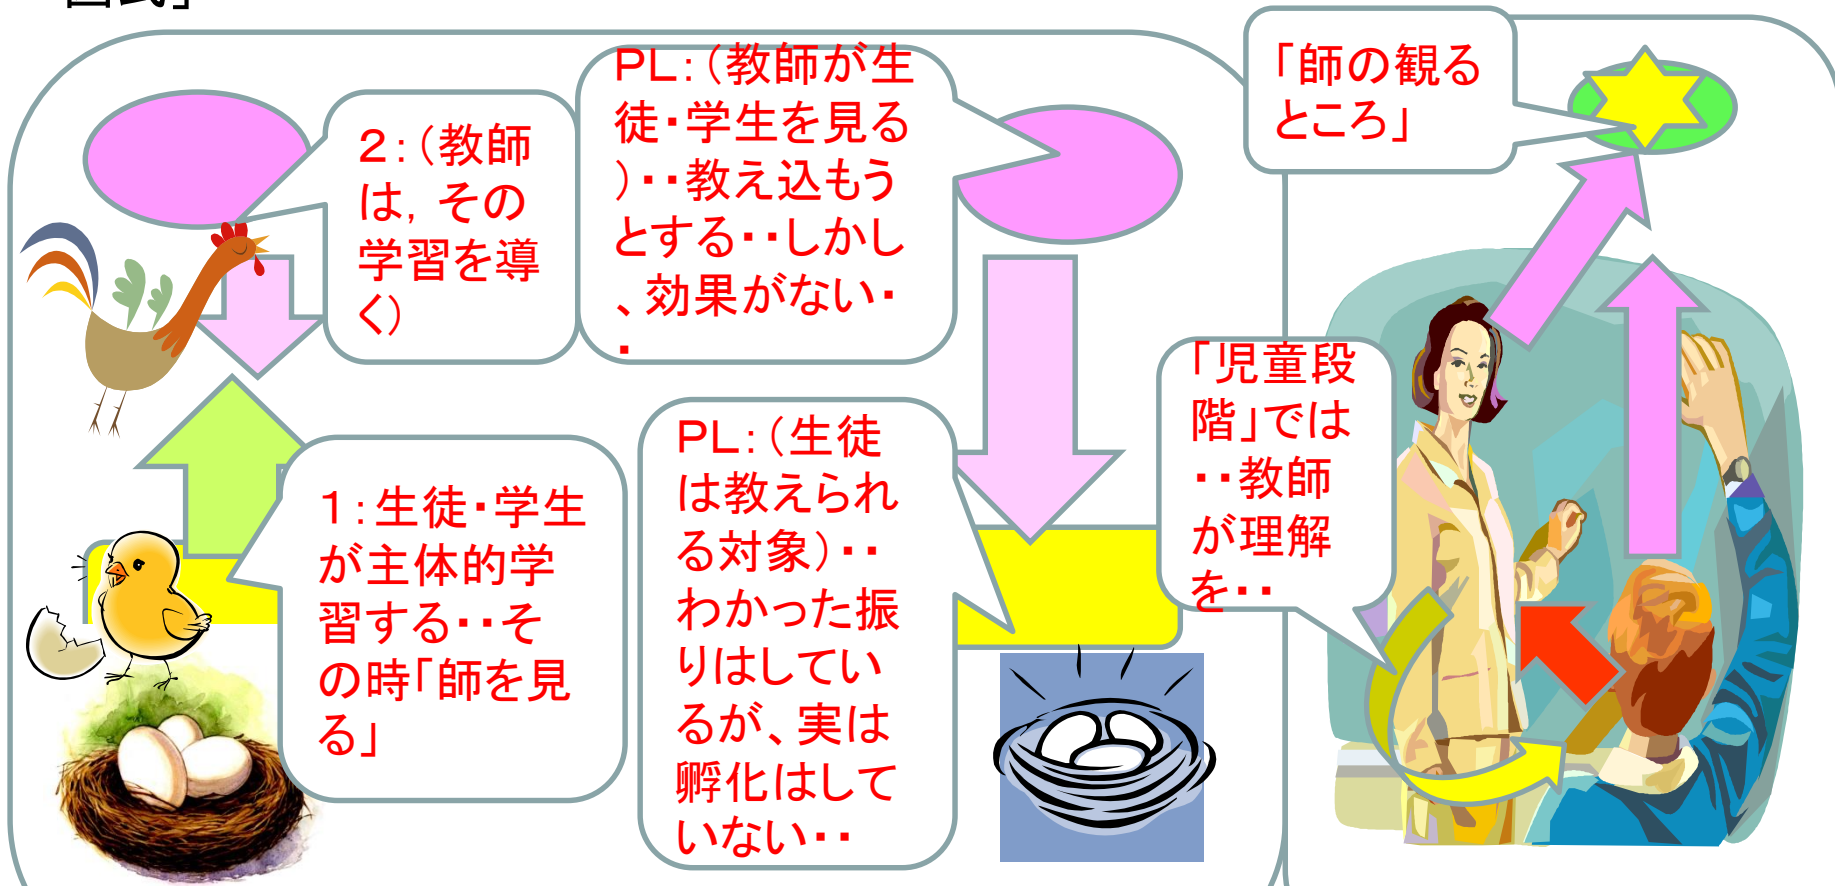 2:(教師
は,その
学習を導
く)
1:生徒・学生
が主体的学
習する・・そ
の時「師を見
る」
PL:(教師が生
徒・学生を見る
)・・教え込もう
とする・・しかし
、効果がない・
・
PL:(生徒
は教えられ
る対象)・・
わかった振
りはしてい
るが、実は
孵化はして
いない・・
「師の観る
ところ」
「児童段
階」では
・・教師
が理解
を・・